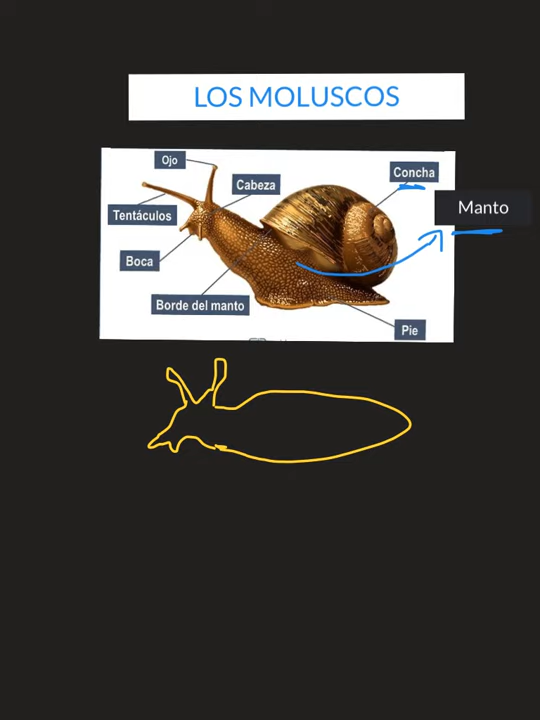 LOS MOLUSCOS
Ojo
Cabeza
Concha
Manto
Tentáculos
Boca
Borde del manto
Pie